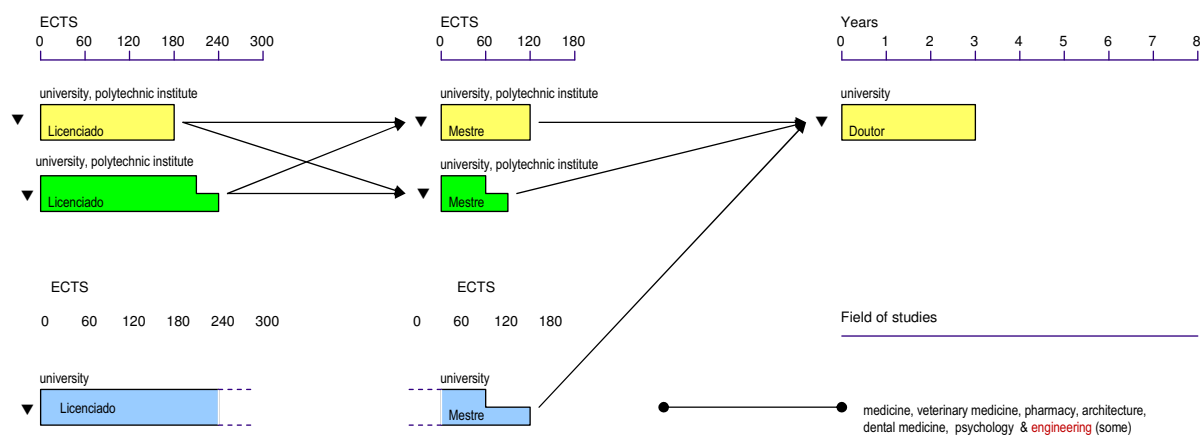 ECTS
0 60 120 180 240 300
ECTS
0 60 120 180
Years
0 1 2 3 4 5 6 7 8
university, polytechnic institute
Licenciado
university, polytechnic institute
Mestre
university
Doutor
university, polytechnic institute
Licenciado
university, polytechnic institute
Mestre
ECTS
0 60 120 180 240 300
ECTS
0 60 120 180
Field of studies
university
Licenciado
university
Mestre
medicine, veterinary medicine, pharmacy, architecture,
dental medicine, psychology & engineering (some)